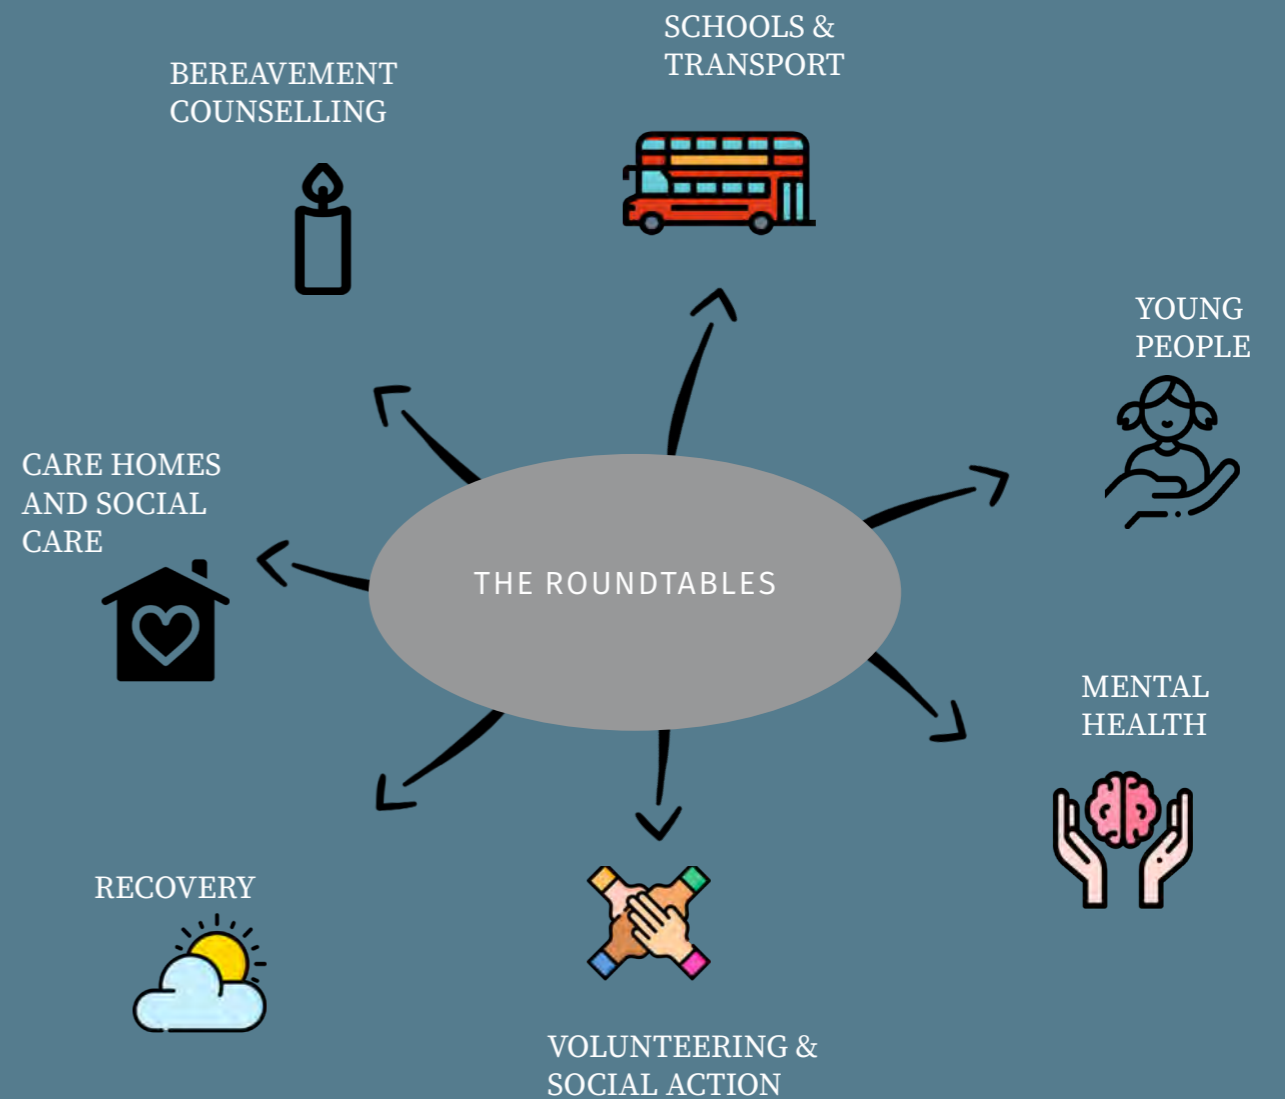 SCHOOLS &
TRANSPORT
BEREAVEMENT
COUNSELLING
YOUNG
PEOPLE
CARE HOMES
AND SOCIAL
CARE
THE ROUNDTABLES
MENTAL
HEALTH
RECOVERY
VOLUNTEERING &
SOCIAL ACTION